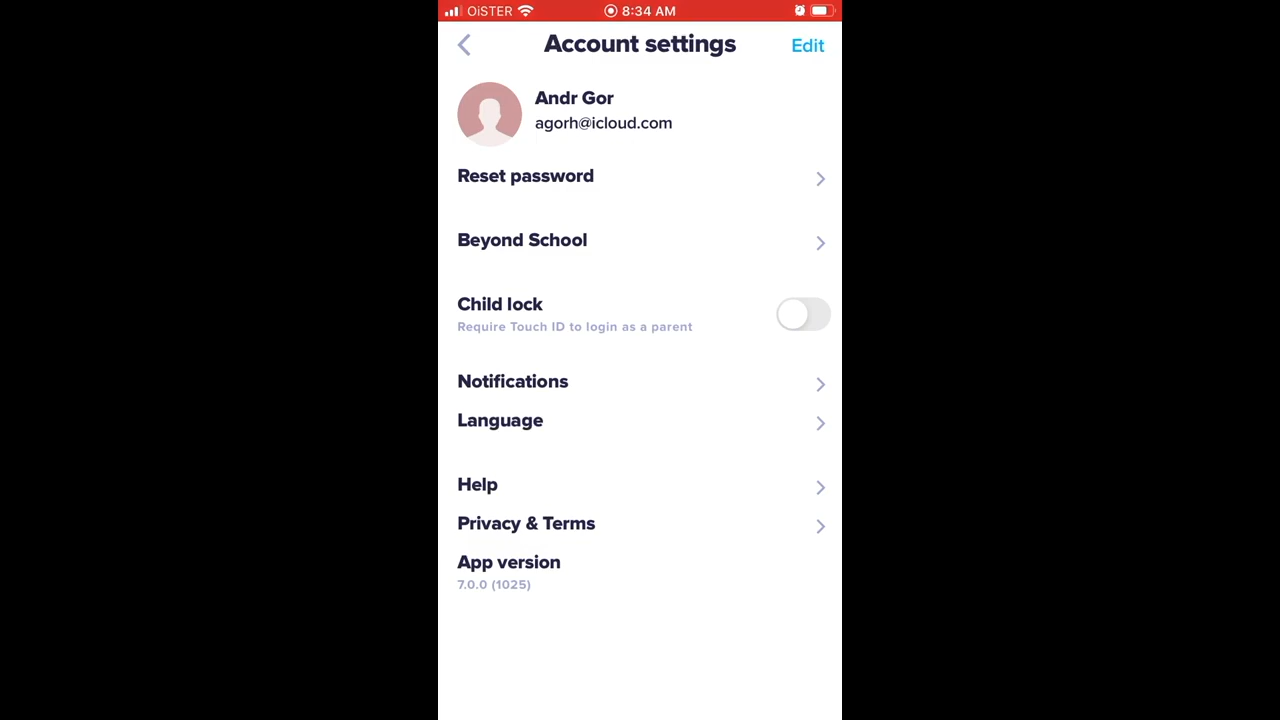 OiSTER 8:34 AM
Account settings Edit
Andr Gor
agorh@icloud.com
Reset password
Beyond School
Child lock
Require Touch ID to login as a parent
Notifications
Language
Help
Privacy & Terms
App version
7.0.0 (1025)